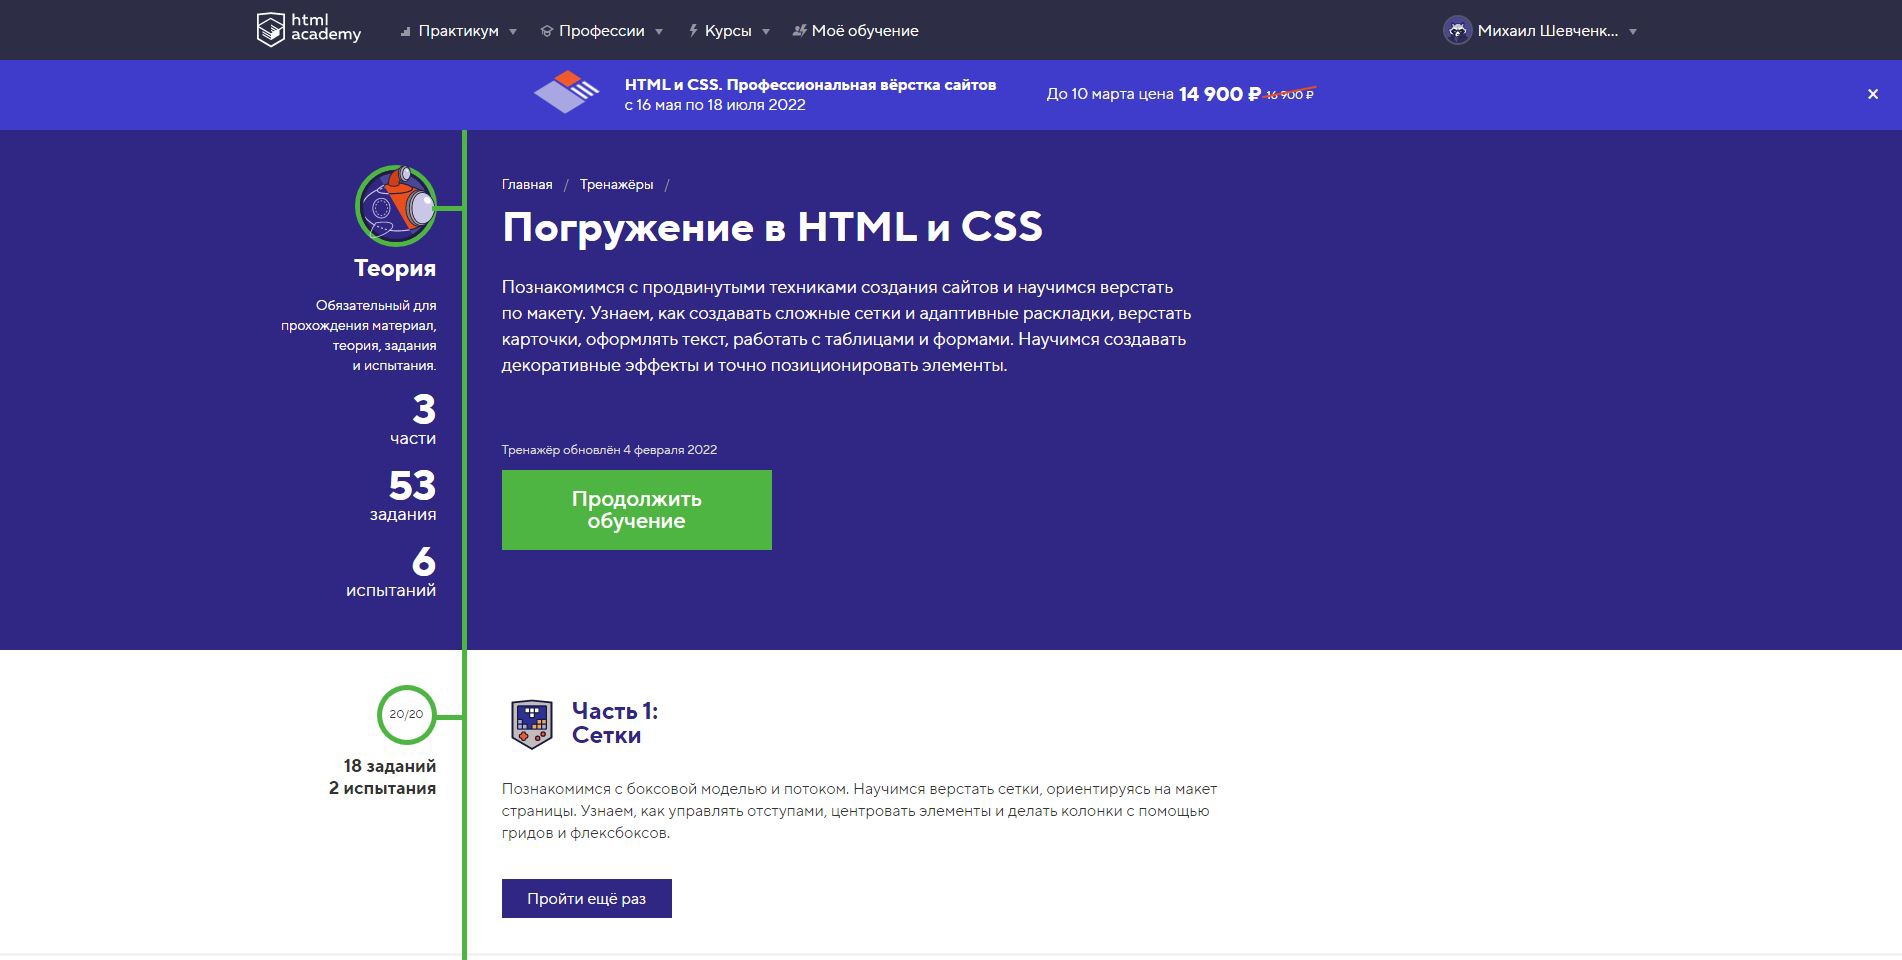 html
academy
Практикум
Профессии
Курсы
Моё обучение
Михаил Шевченк...
HTML и CSS. Профессиональная вёрстка сайтов
с 16 мая по 18 июля 2022
До 10 марта цена 14 900 ₽ 16 900 ₽
Теория
Обязательный для
прохождения материал,
теория, задания
и испытания.
3
части
53
задания
6
испытаний
Главная / Тренажёры /
Погружение в HTML и CSS
Познакомимся с продвинутыми техниками создания сайтов и научимся верстать
по макету. Узнаем, как создавать сложные сетки и адаптивные раскладки, верстать
карточки, оформлять текст, работать с таблицами и формами. Научимся создавать
декоративные эффекты и точно позиционировать элементы.
Тренажёр обновлён 4 февраля 2022
Продолжить
обучение
20/20
18 заданий
2 испытания
Часть 1:
Сетки
Познакомимся с боксовой моделью и потоком. Научимся верстать сетки, ориентируясь на макет
страницы. Узнаем, как управлять отступами, центровать элементы и делать колонки с помощью
гридов и флексбоксов.
Пройти ещё раз